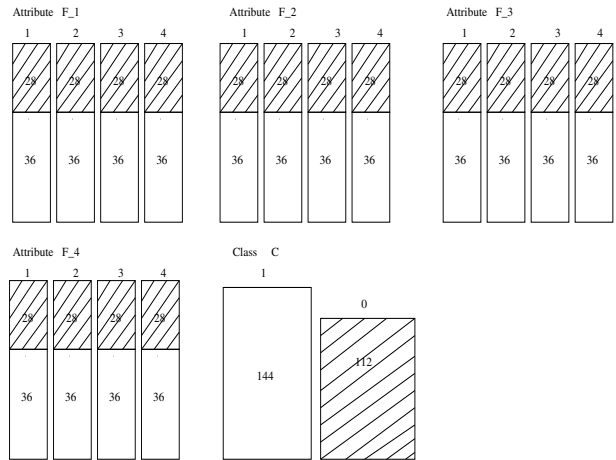 Attribute F_1 Attribute F_2 Attribute F_3
1 2 3 4 1 2 3 4 1 2 3 4
28 28 28 28 28 28 28 28 28 28 28 28
36 36 36 36 36 36 36 36 36 36 36 36
Attribute F_4 Class C
1 2 3 4 1
0
28 28 28 28
112
144
36 36 36 36